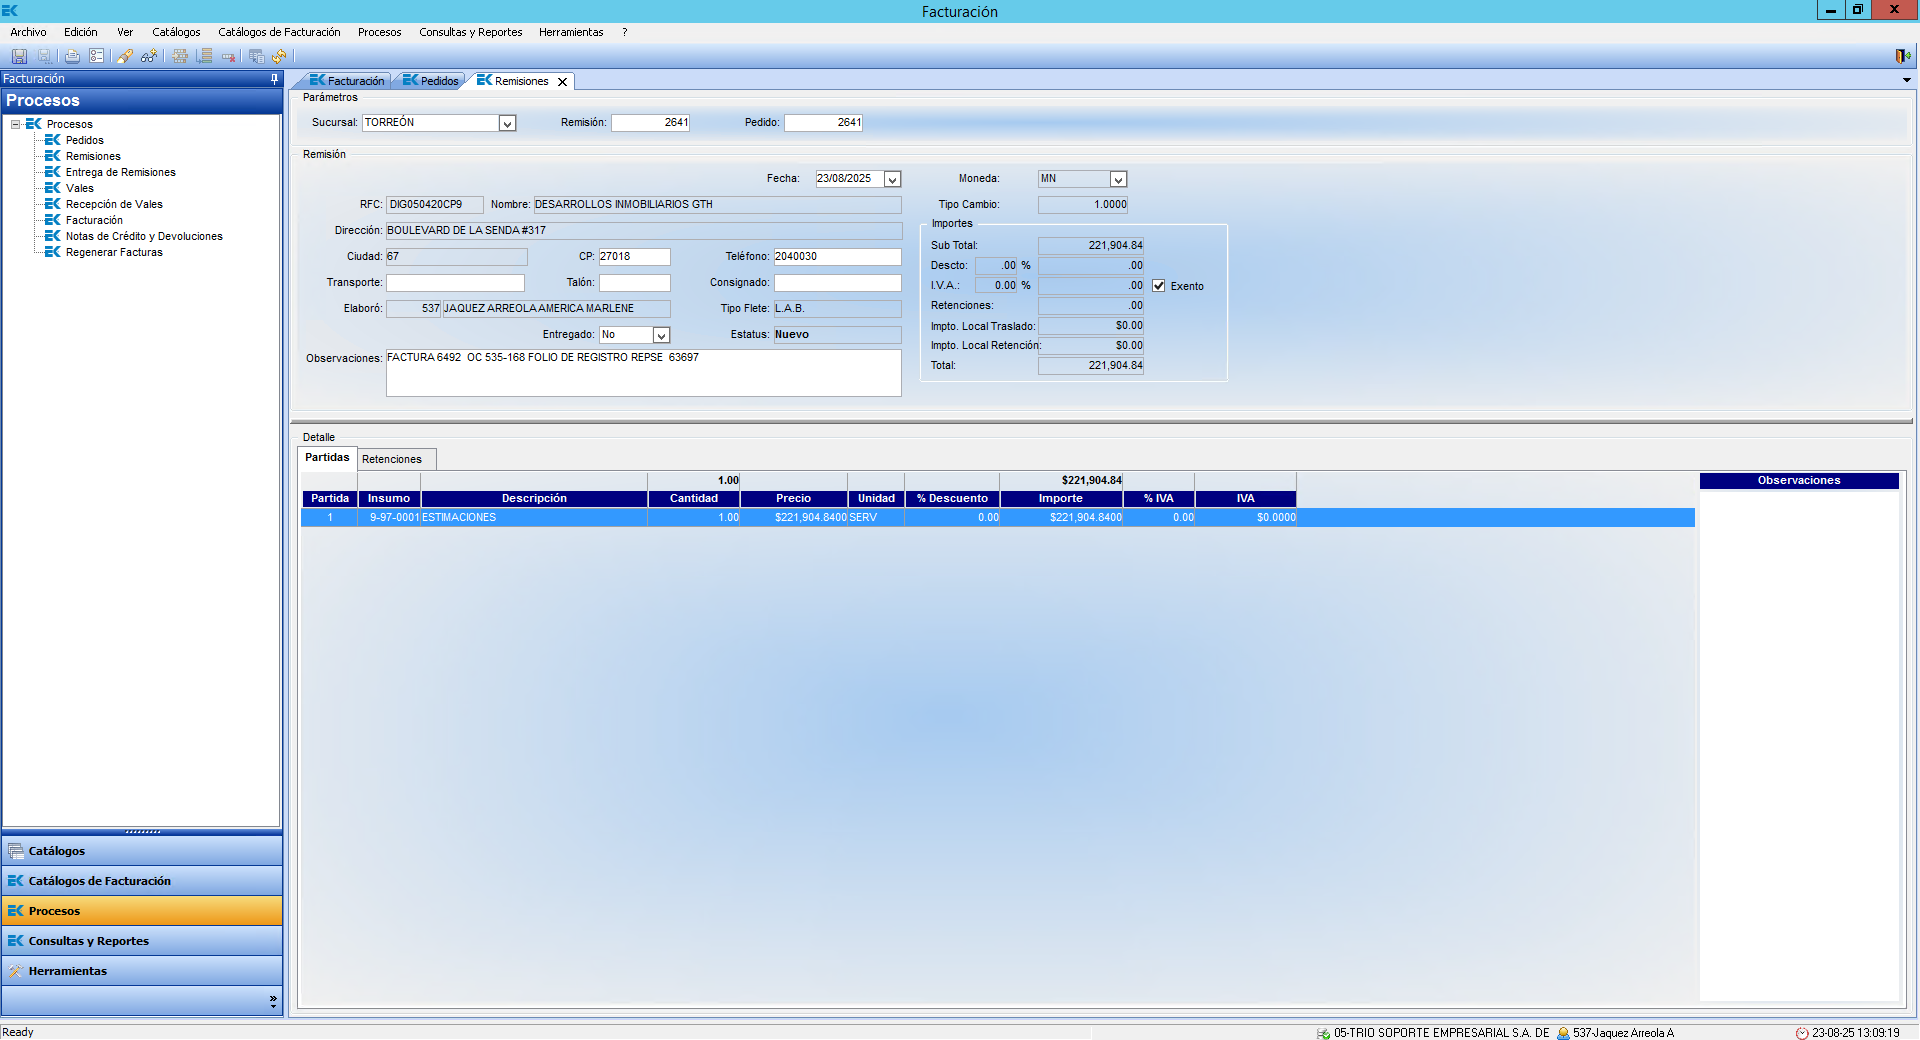 Facturación
Archivo Edición Ver Catálogos Catálogos de Facturación Procesos Consultas y Reportes Herramientas ?
Facturación
Procesos
Procesos
Pedidos
Remisiones
Entrega de Remisiones
Vales
Recepción de Vales
Facturación
Notas de Crédito y Devoluciones
Regenerar Facturas
Catálogos
Catálogos de Facturación
Procesos
Consultas y Reportes
Herramientas
Facturación Pedidos Remisiones
Parámetros
Sucursal: TORREÓN Remisión: 2641 Pedido: 2641
Remisión
Fecha: 23/08/2025 Moneda: MN
RFC: DIG050420CP9 Nombre: DESARROLLOS INMOBILIARIOS GTH Tipo Cambio: 1.0000
Dirección: BOULEVARD DE LA SENDA #317
Ciudad: 67 CP: 27018 Teléfono: 2040030
Transporte: Talón: Consignado:
Elaboró: 537 JAQUEZ ARREOLA AMERICA MARLENE Tipo Flete: L.A.B.
Entregado: No Estatus: Nuevo
Observaciones: FACTURA 6492  OC 535-168 FOLIO DE REGISTRO REPSE  63697
Importes
Sub Total: 221,904.84
Descto: .00 % .00
I.V.A.: 0.00 % .00 Exento
Retenciones: .00
Impto. Local Traslado: $0.00
Impto. Local Retención: $0.00
Total: 221,904.84
Detalle
Partidas Retenciones
1.00 $221,904.84
Partida Insumo Descripción Cantidad Precio Unidad % Descuento Importe % IVA IVA
1 9-97-0001 ESTIMACIONES 1.00 $221,904.8400 SERV 0.00 $221,904.8400 0.00 $0.0000
Observaciones
Ready 05-TRIO SOPORTE EMPRESARIAL S.A. DE 537-Jaquez Arreola A 23-08-25 13:09:19